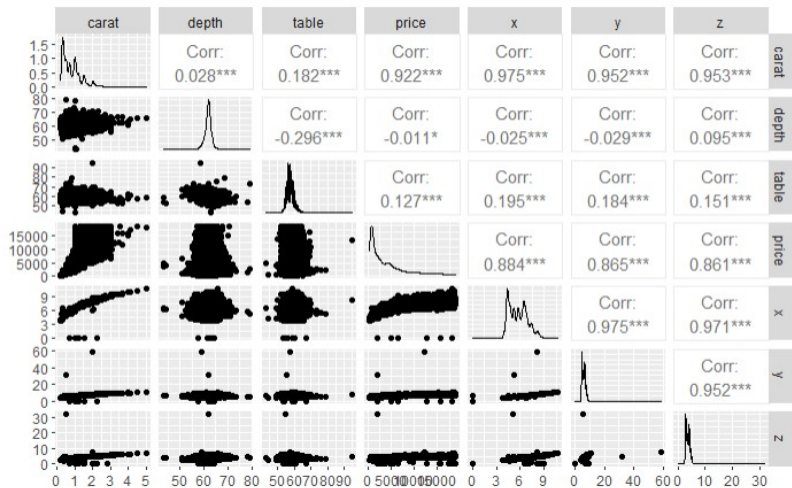 carat depth table price x y z
1.5 1.0 0.5 0.0 Corr: 0.028*** Corr: 0.182*** Corr: 0.922*** Corr: 0.975*** Corr: 0.952*** Corr: 0.953*** carat
80 70 60 50 Corr: -0.296*** Corr: -0.011* Corr: -0.025*** Corr: -0.029*** Corr: 0.095*** depth
90 80 70 60 50 Corr: 0.127*** Corr: 0.195*** Corr: 0.184*** Corr: 0.151*** table
15000 10000 5000 0 Corr: 0.884*** Corr: 0.865*** Corr: 0.861*** price
9 6 3 0 Corr: 0.975*** Corr: 0.971*** x
60 40 20 0 Corr: 0.952*** y
30 20 10 0 z
0 1 2 3 4 5 50 60 70 80 50 60 70 80 90 0 5000 10000 15000 0 3 6 9 0 20 40 60 0 10 20 30